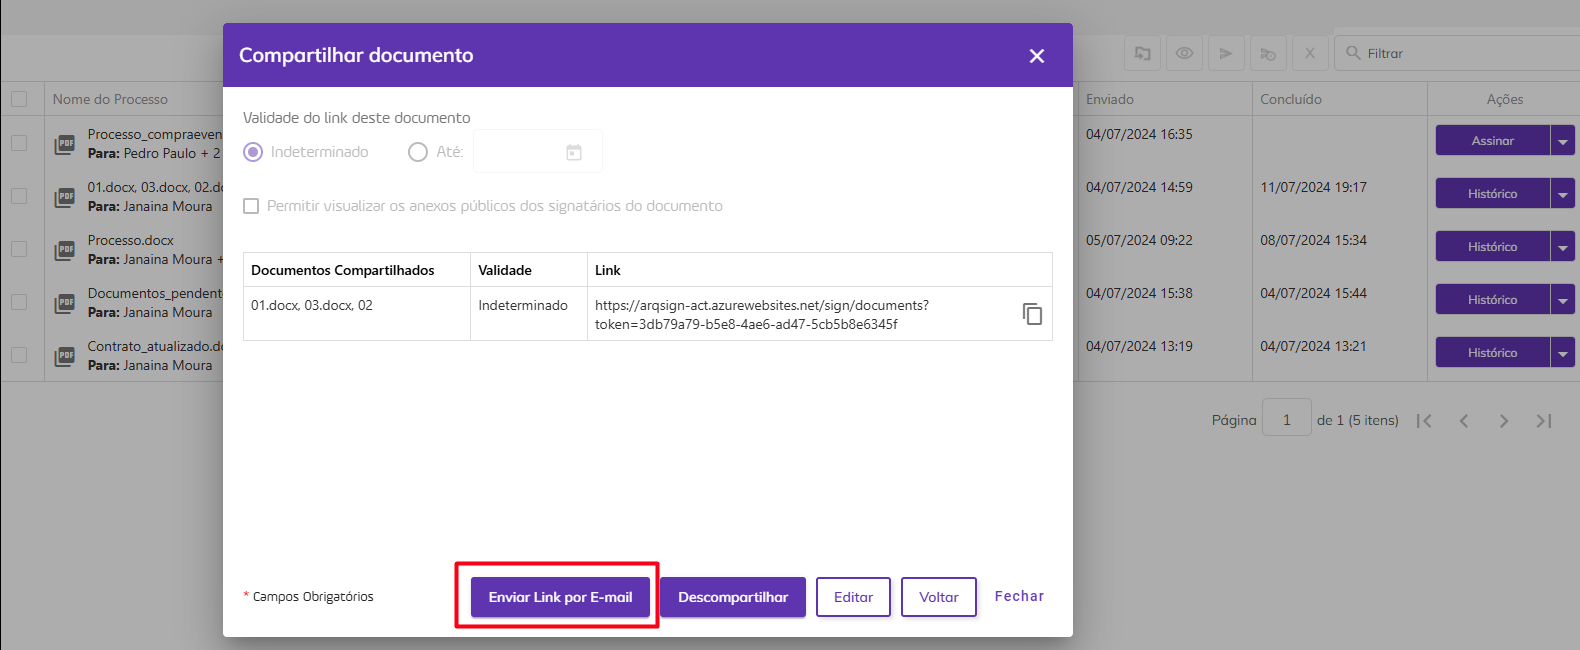 Compartilhar documento
Filtrar
Nome do Processo
Enviado
Concluído
Ações
Processo_compraeven
Para: Pedro Paulo + 2
04/07/2024 16:35
Assinar
01.docx, 03.docx, 02.do
Para: Janaina Moura
04/07/2024 14:59
11/07/2024 19:17
Histórico
Processo.docx
Para: Janaina Moura +
05/07/2024 09:22
08/07/2024 15:34
Histórico
Documentos_pendent
Para: Janaina Moura
04/07/2024 15:38
04/07/2024 15:44
Histórico
Contrato_atualizado.do
Para: Janaina Moura
04/07/2024 13:19
04/07/2024 13:21
Histórico
Validade do link deste documento
Indeterminado
Até:
Permitir visualizar os anexos públicos dos signatários do documento
Documentos Compartilhados
Validade
Link
01.docx, 03.docx, 02
Indeterminado
https://arqsign-act.azurewebsites.net/sign/documents?
token=3db79a79-b5e8-4ae6-ad47-5cb5b8e6345f
Página 1 de 1 (5 itens)
* Campos Obrigatórios
Enviar Link por E-mail
Descompartilhar
Editar
Voltar
Fechar